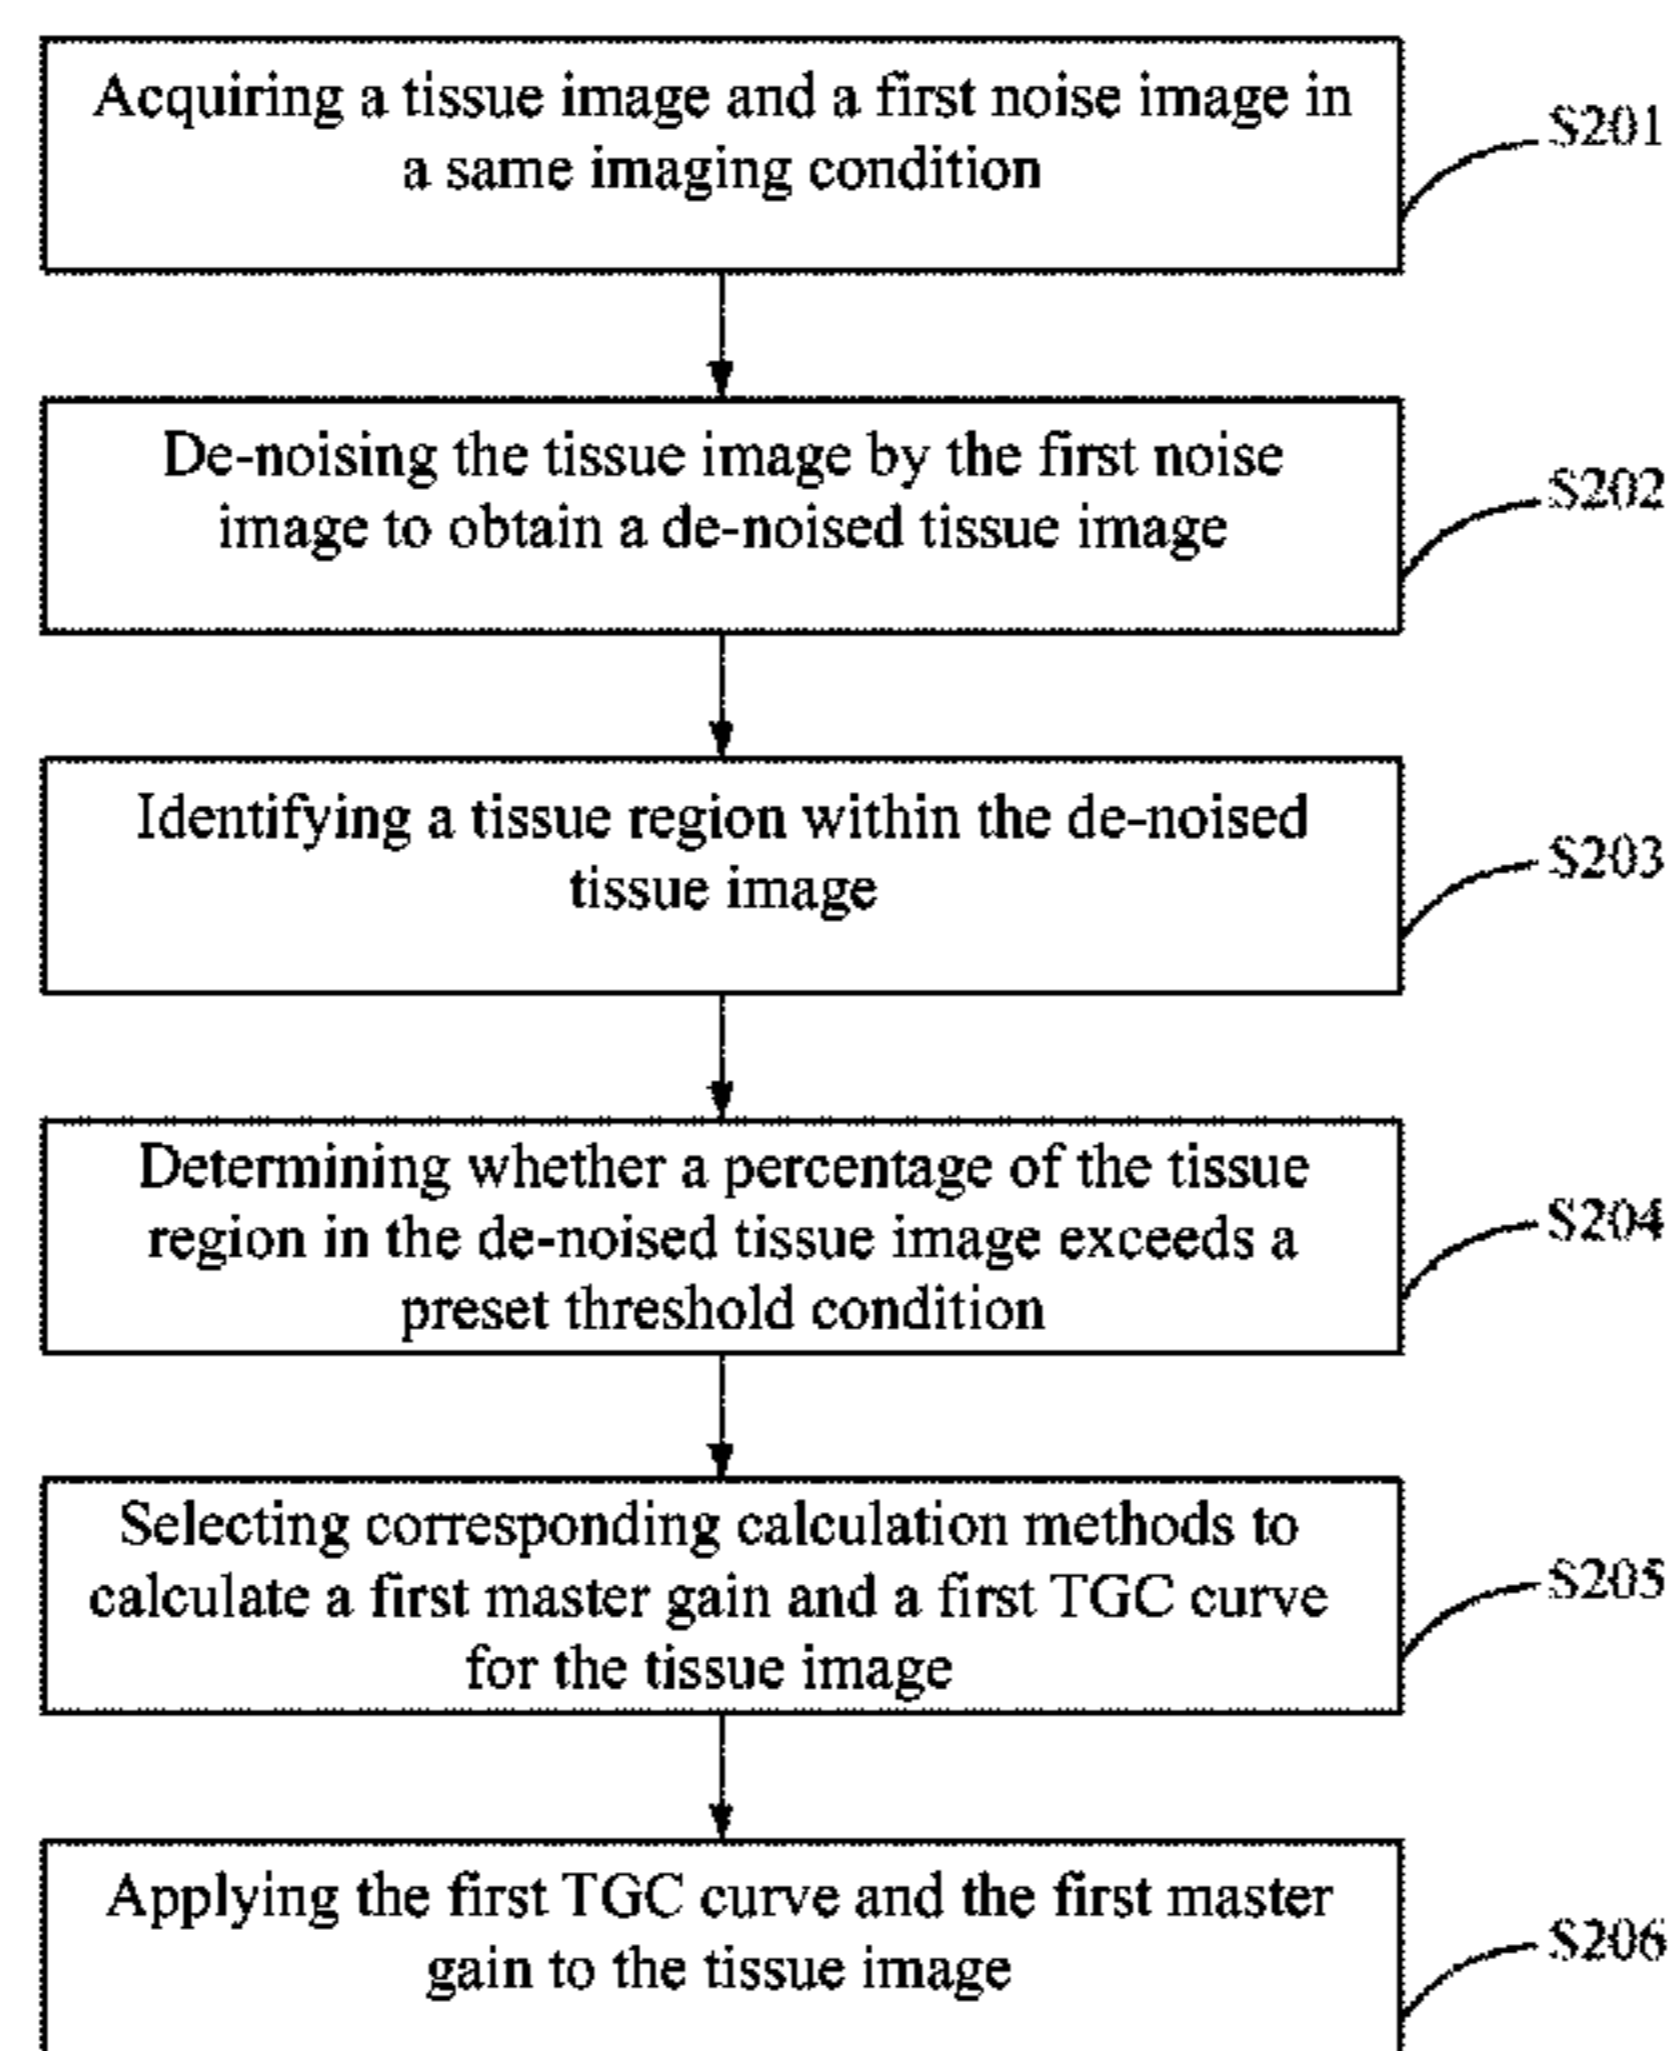 Acquiring a tissue image and a first noise image in
a same imaging condition
S201
De-noising the tissue image by the first noise
image to obtain a de-noised tissue image
S202
Identifying a tissue region within the de-noised
tissue image
S203
Determining whether a percentage of the tissue
region in the de-noised tissue image exceeds a
preset threshold condition
S204
Selecting corresponding calculation methods to
calculate a first master gain and a first TGC curve
for the tissue image
S205
Applying the first TGC curve and the first master
gain to the tissue image
S206